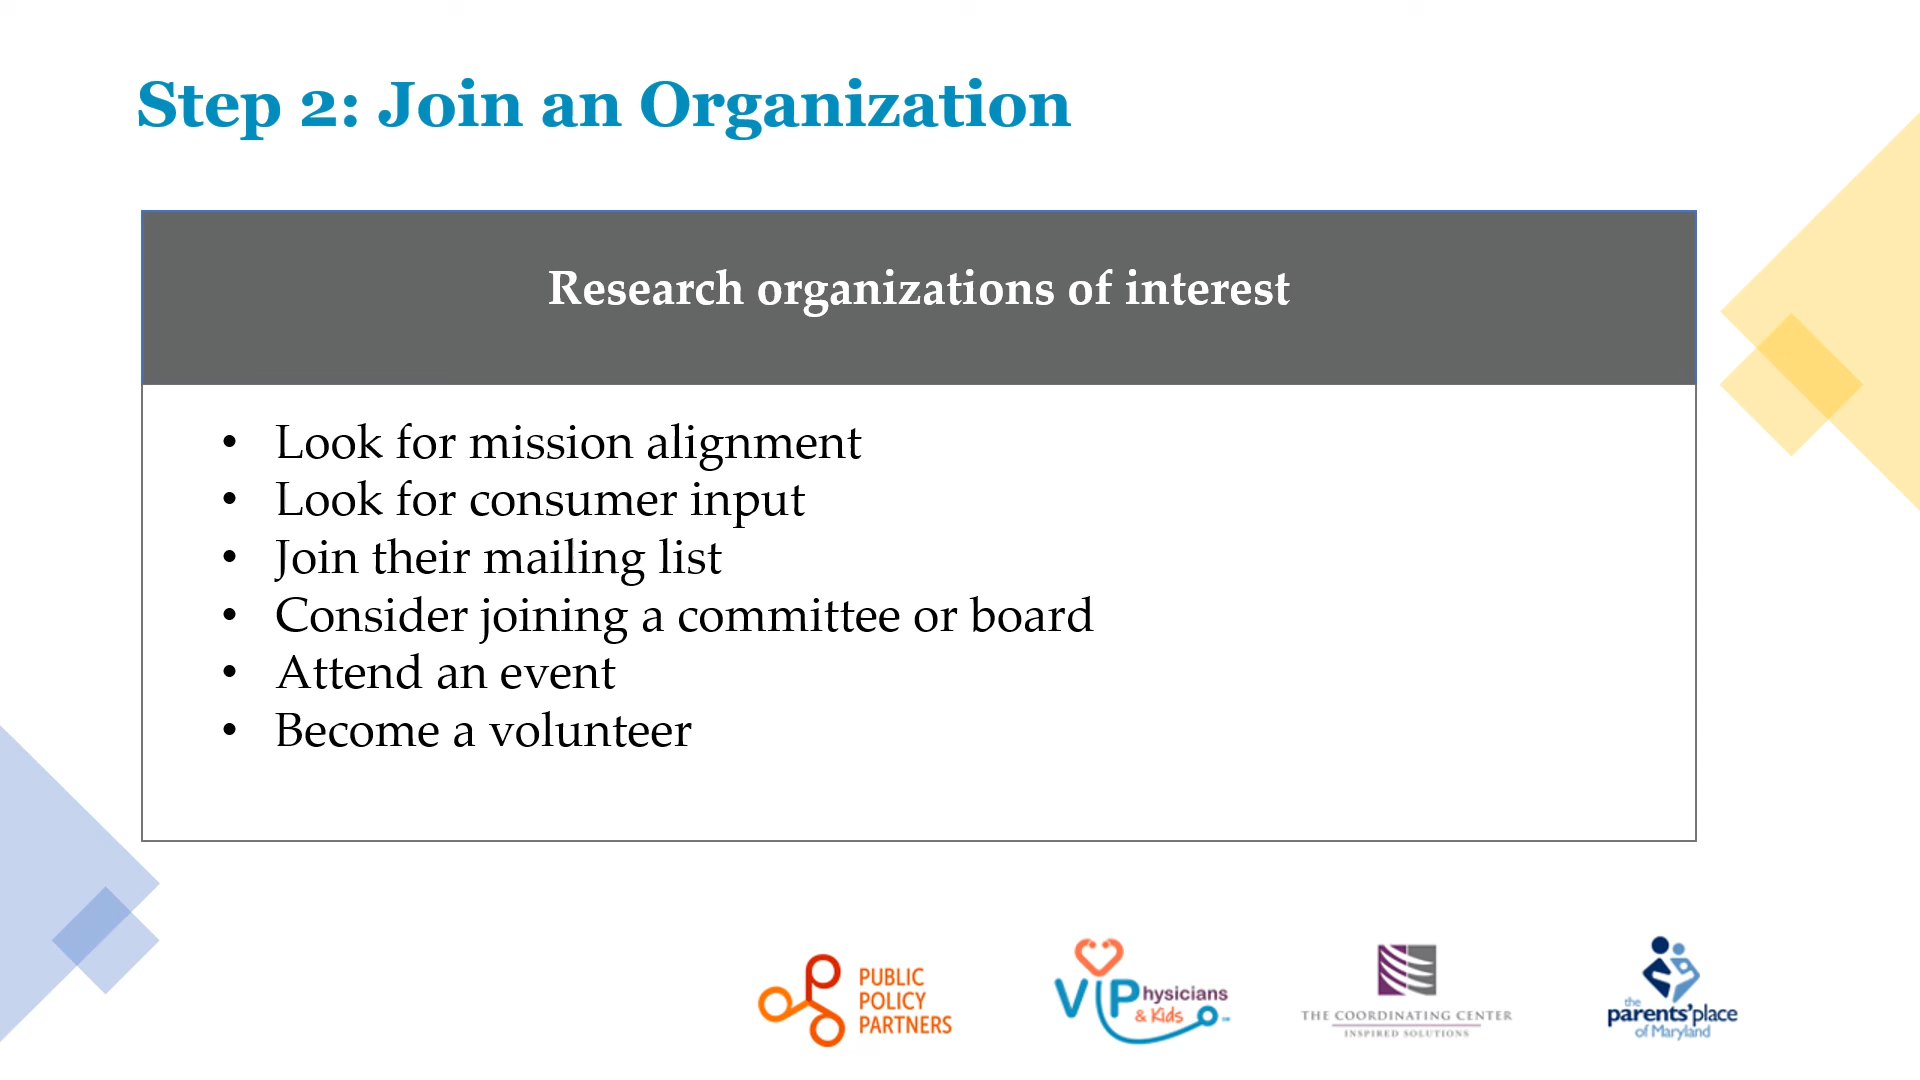 Step 2: Join an Organization
Research organizations of interest
• Look for mission alignment
• Look for consumer input
• Join their mailing list
• Consider joining a committee or board
• Attend an event
• Become a volunteer
PUBLIC
POLICY
PARTNERS
VIPhysicians
& Kids
THE COORDINATING CENTER
INSPIRED SOLUTIONS
the
parents'place
of Maryland